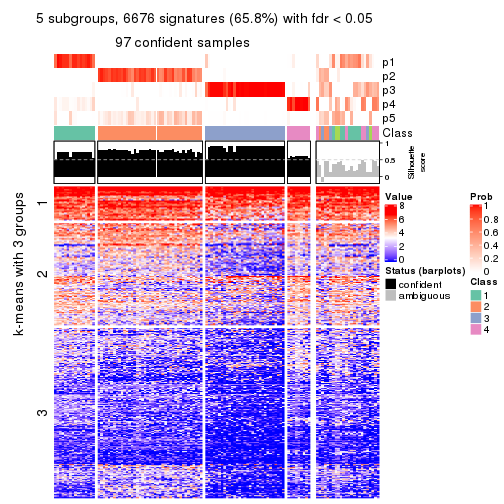 5 subgroups, 6676 signatures (65.8%) with fdr < 0.05
97 confident samples
p1
p2
p3
p4
p5
Class
1
0.5
0
Silhouette
score
k-means with 3 groups
1
2
3
Value
8
6
4
2
0
Status (barplots)
confident
ambiguous
Prob
1
0.8
0.6
0.4
0.2
0
Class
1
2
3
4